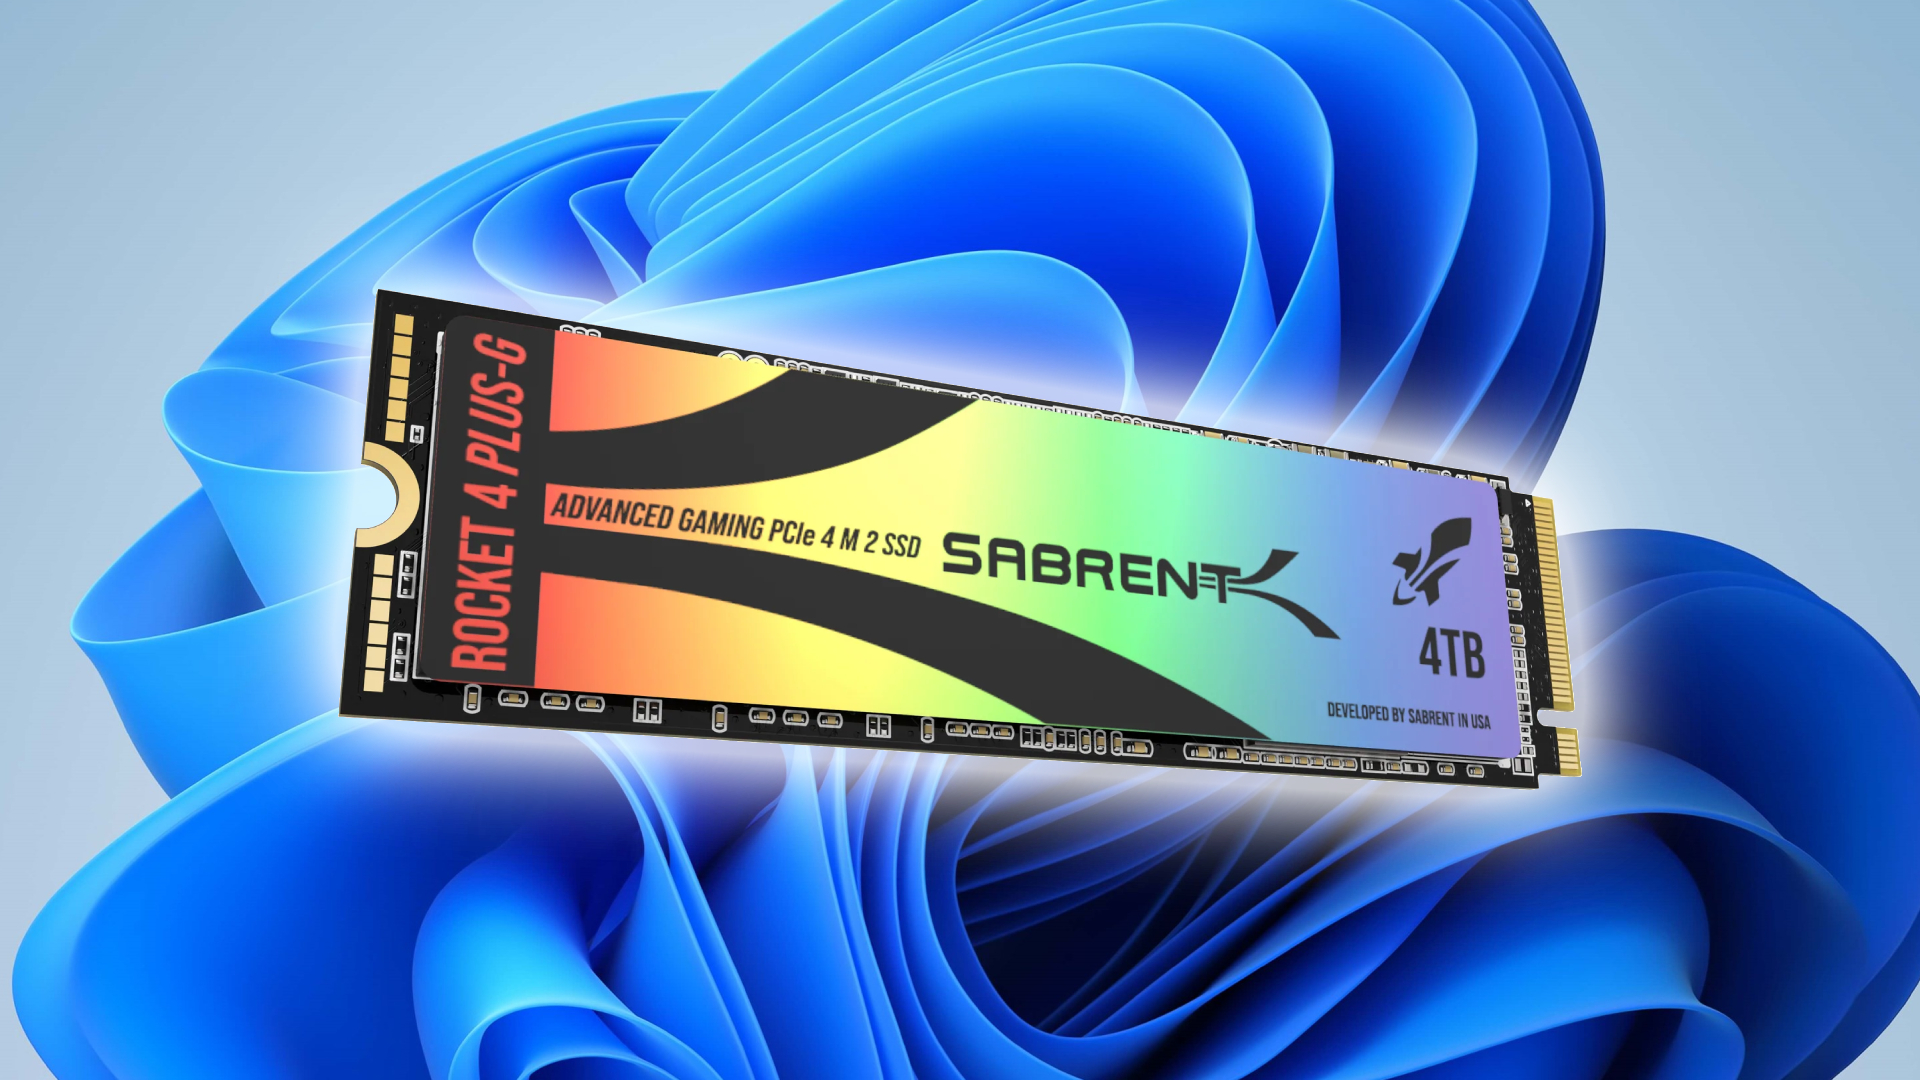 ROCKET 4 PLUS-G
ADVANCED GAMING PCIe 4 M 2 SSD
SABRENT
4TB
DEVELOPED BY SABRENT IN USA